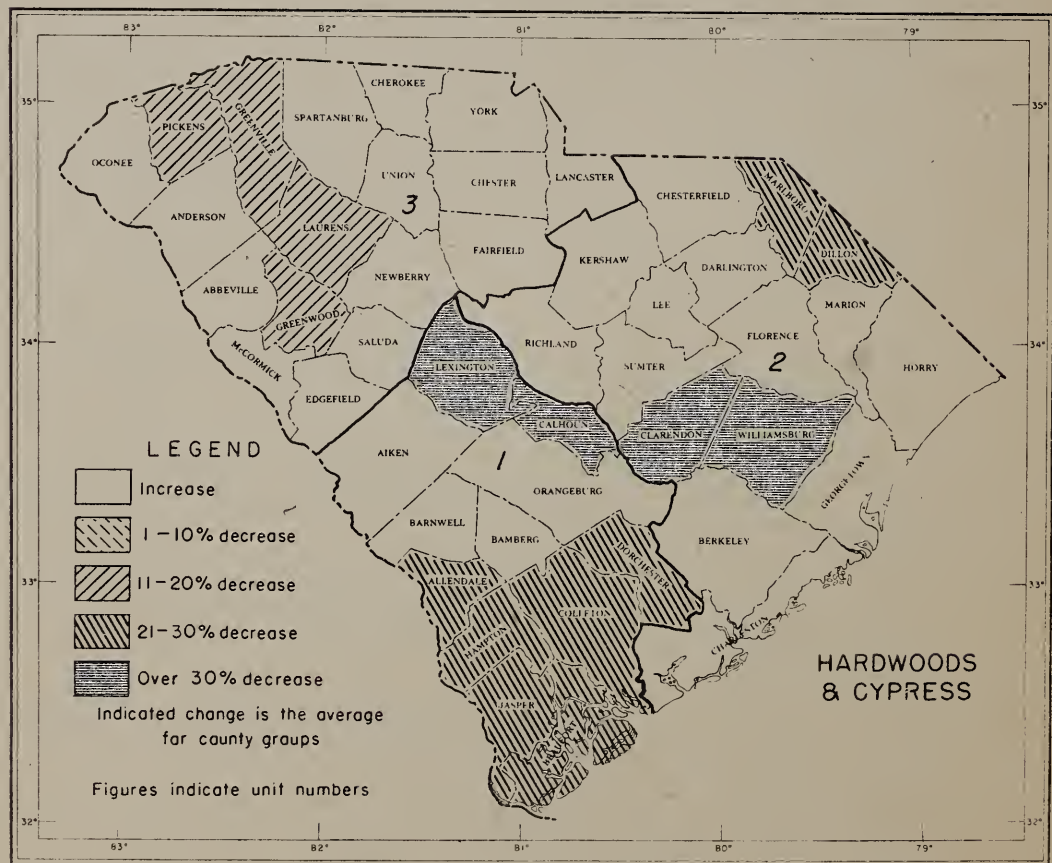 83° 82° 81° 80° 79°
35° 35°
CHEROKEE
YORK
SPARTANBURG
GREENVILLE
PICKENS
OCONEE
UNION
CHESTER
LANCASTER
CHESTERFIELD
MARLBORO
3
ANDERSON
LAURENS
FAIRFIELD
KERSHAW
DARLINGTON
DILLON
NEWBERRY
ABBEVILLE
LEE
MARION
GREENWOOD
34° 34°
SALUDA
RICHLAND
FLORENCE
2
McCORMICK
LEXINGTON
SUMTER
HORRY
EDGEFIELD
CALHOUN
CLARENDON
WILLIAMSBURG
AIKEN
1
ORANGEBURG
GEORGETOWN
BARNWELL
BAMBERG
DORCHESTER
BERKELEY
33° 33°
ALLENDALE
COLLETON
HAMPTON
CHARLESTON
JASPER
BEAUFORT
LEGEND
Increase
1-10% decrease
11-20% decrease
21-30% decrease
Over 30% decrease
Indicated change is the average
far county graups
Figures indicate unit numbers
HARDWOODS
& CYPRESS
32° 32°
83° 82° 81° 80° 79°